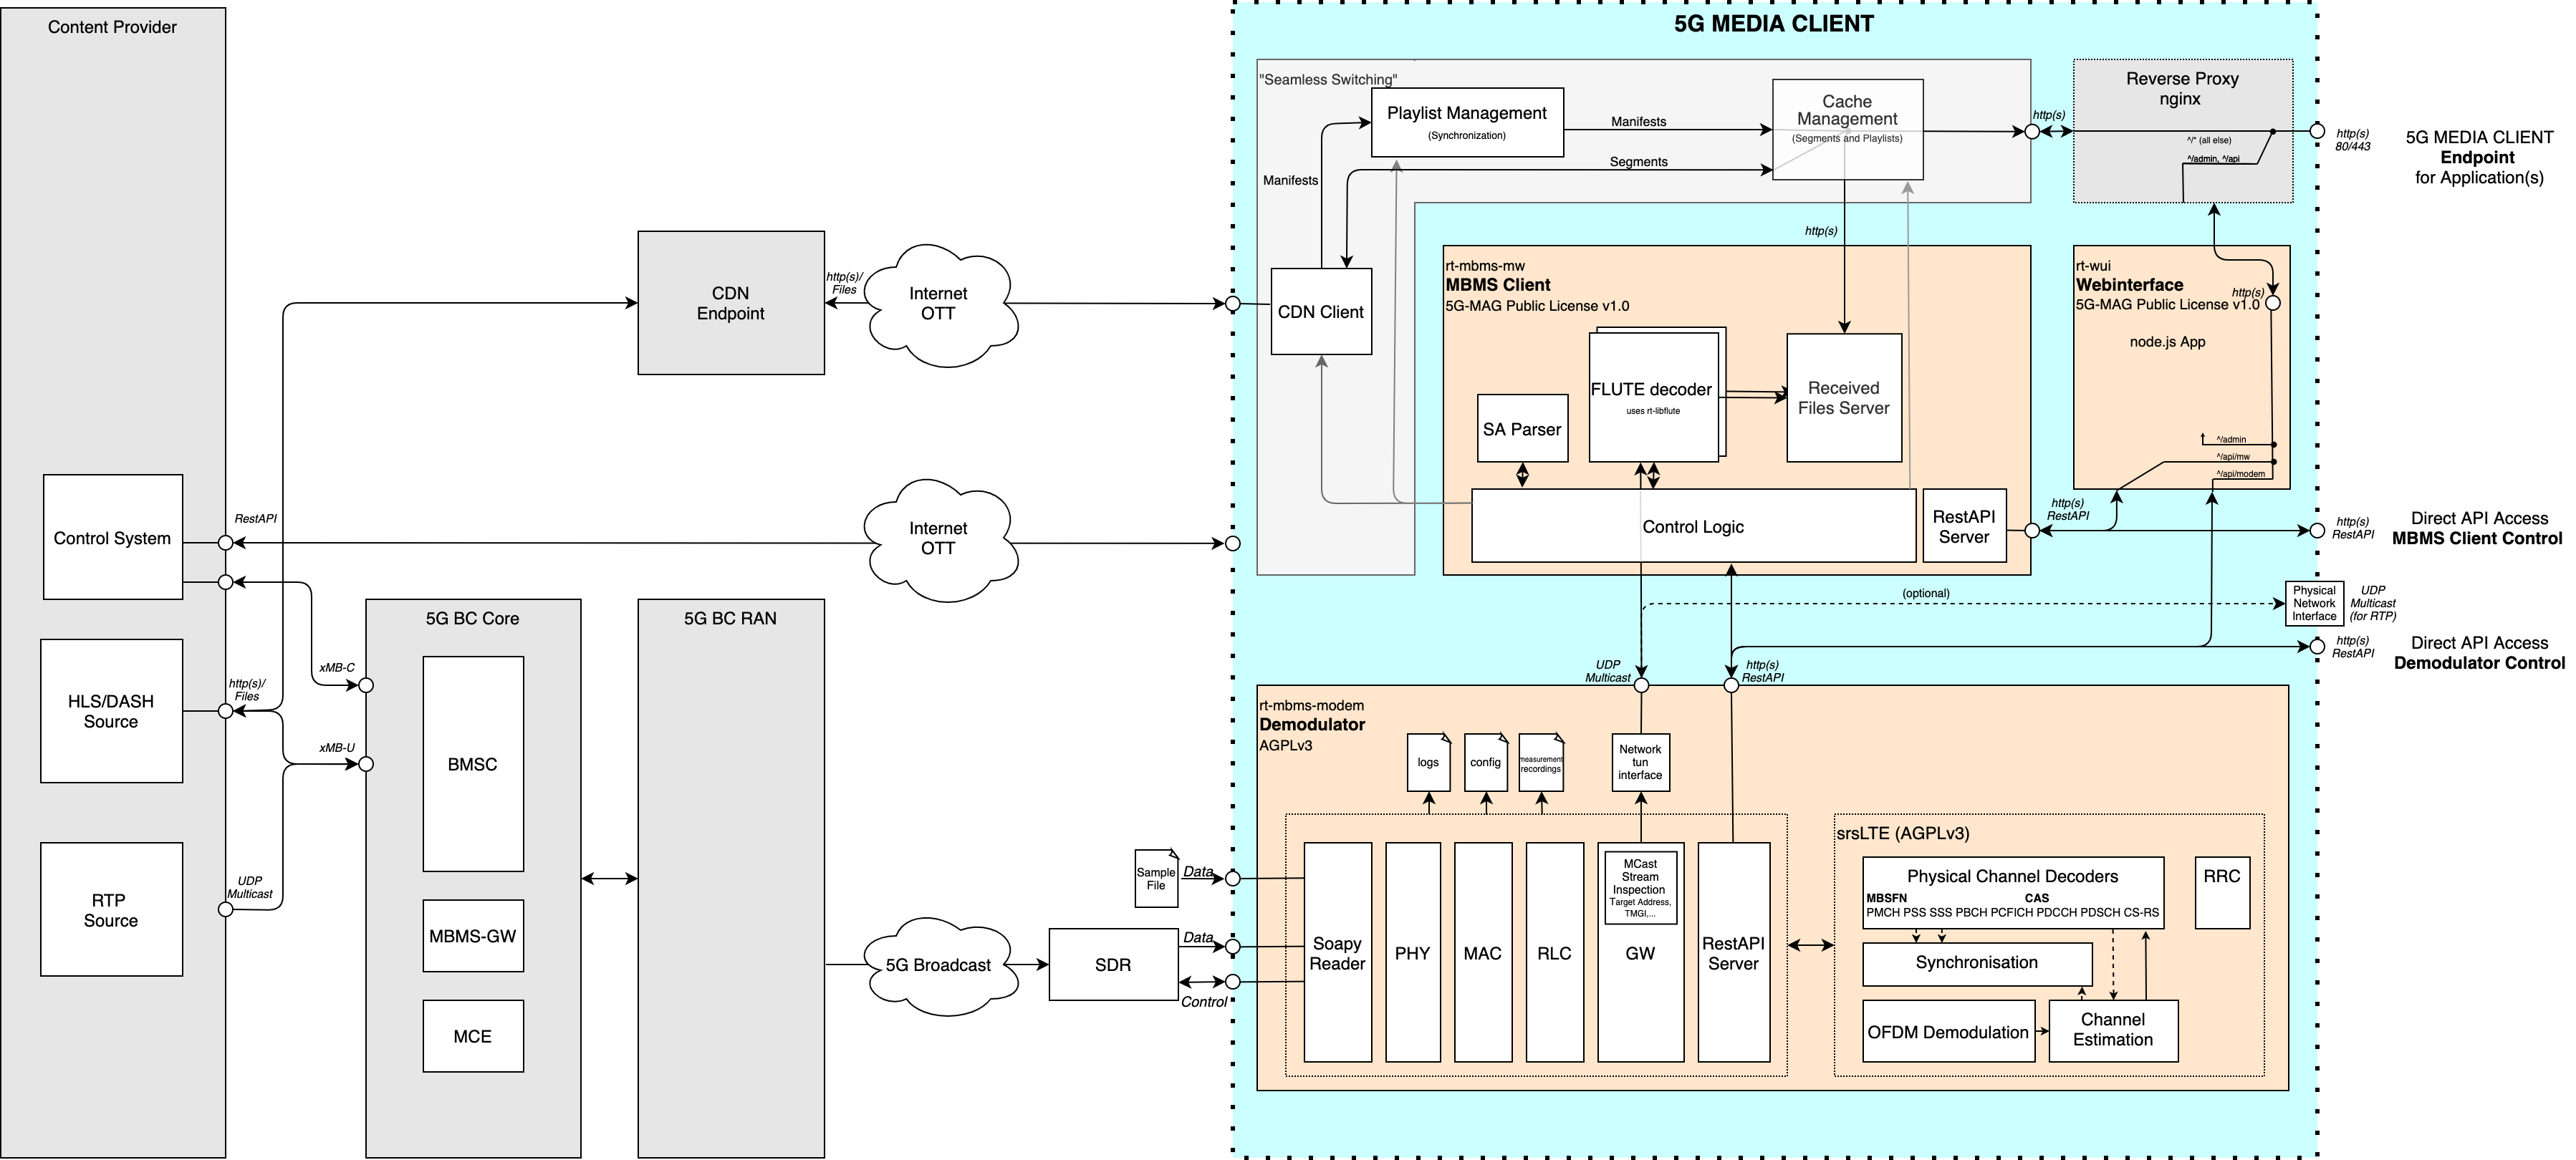 Content Provider
Control System
RestAPI
HLS/DASH
Source
http(s)/
Files
RTP
Source
UDP
Multicast
xMB-C
xMB-U
5G BC Core
BMSC
MBMS-GW
MCE
5G BC RAN
CDN
Endpoint
http(s)/
Files
Internet
OTT
Internet
OTT
5G Broadcast
SDR
Sample
File
Data
Data
Control
5G MEDIA CLIENT
"Seamless Switching"
Playlist Management
(Synchronization)
Manifests
Manifests
Segments
Cache
Management
(Segments and Playlists)
CDN Client
http(s)
http(s)
Reverse Proxy
nginx
^/* (all else)
^/admin, ^/api
http(s)
80/443
5G MEDIA CLIENT
Endpoint
for Application(s)
rt-mbms-mw
MBMS Client
5G-MAG Public License v1.0
SA Parser
FLUTE decoder
uses rt-libflute
Received
Files Server
Control Logic
RestAPI
Server
rt-wui
Webinterface
5G-MAG Public License v1.0
http(s)
node.js App
^/admin
^/api/mw
^/api/modem
http(s)
RestAPI
http(s)
RestAPI
Direct API Access
MBMS Client Control
(optional)
Physical
Network
Interface
UDP
Multicast
(for RTP)
http(s)
RestAPI
Direct API Access
Demodulator Control
UDP
Multicast
http(s)
RestAPI
rt-mbms-modem
Demodulator
AGPLv3
logs
config
measurement
recordings
Network
tun
interface
Soapy
Reader
PHY
MAC
RLC
MCast
Stream
Inspection
Target Address,
TMGI,...
GW
RestAPI
Server
srsLTE (AGPLv3)
Physical Channel Decoders
MBSFN CAS
PMCH PSS SSS PBCH PCFICH PDCCH PDSCH CS-RS
RRC
Synchronisation
OFDM Demodulation
Channel
Estimation